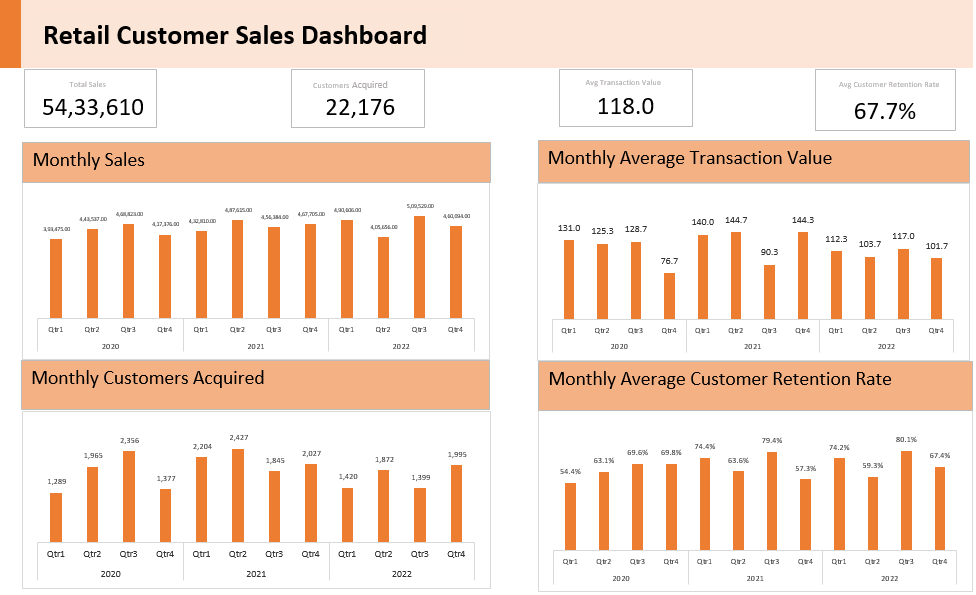 Retail Customer Sales Dashboard
Total Sales
54,33,610
Customers Acquired
22,176
Avg Transaction Value
118.0
Avg Customer Retention Rate
67.7%
Monthly Sales
3,93,475.00 4,43,537.00 4,68,823.00 4,17,376.00 4,32,810.00 4,87,615.00 4,56,384.00 4,67,705.00 4,90,606.00 4,05,656.00 5,09,529.00 4,60,094.00
Qtr1 Qtr2 Qtr3 Qtr4 Qtr1 Qtr2 Qtr3 Qtr4 Qtr1 Qtr2 Qtr3 Qtr4
2020 2021 2022
Monthly Average Transaction Value
131.0 125.3 128.7 76.7 140.0 144.7 90.3 144.3 112.3 103.7 117.0 101.7
Qtr1 Qtr2 Qtr3 Qtr4 Qtr1 Qtr2 Qtr3 Qtr4 Qtr1 Qtr2 Qtr3 Qtr4
2020 2021 2022
Monthly Customers Acquired
1,289 1,965 2,356 1,377 2,204 2,427 1,845 2,027 1,420 1,872 1,399 1,995
Qtr1 Qtr2 Qtr3 Qtr4 Qtr1 Qtr2 Qtr3 Qtr4 Qtr1 Qtr2 Qtr3 Qtr4
2020 2021 2022
Monthly Average Customer Retention Rate
54.4% 63.1% 69.6% 69.8% 74.4% 63.6% 79.4% 57.3% 74.2% 59.3% 80.1% 67.4%
Qtr1 Qtr2 Qtr3 Qtr4 Qtr1 Qtr2 Qtr3 Qtr4 Qtr1 Qtr2 Qtr3 Qtr4
2020 2021 2022